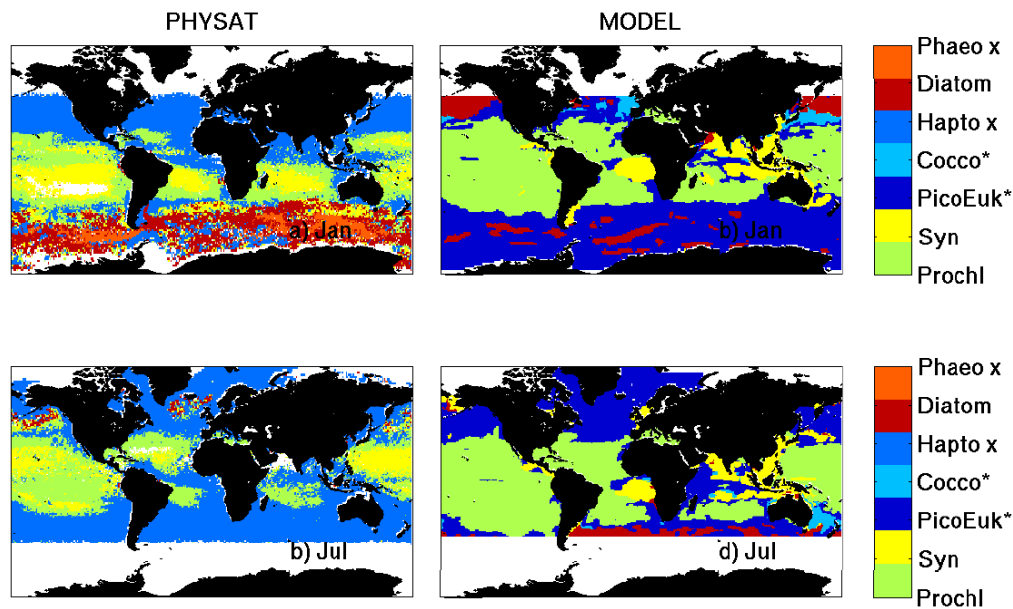 PHYSAT
MODEL
a) Jan
b) Jan
Phaeo x
Diatom
Hapto x
Cocco*
PicoEuk*
Syn
Prochl
b) Jul
d) Jul
Phaeo x
Diatom
Hapto x
Cocco*
PicoEuk*
Syn
Prochl